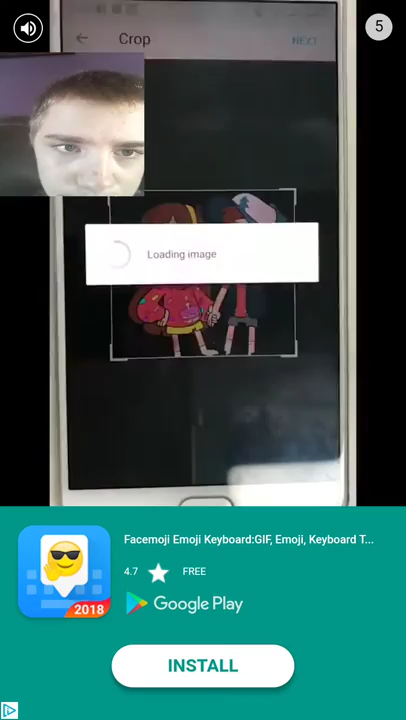 5
Crop
NEXT
Loading image
Facemoji Emoji Keyboard:GIF, Emoji, Keyboard T...
4.7
FREE
2018
Google Play
INSTALL